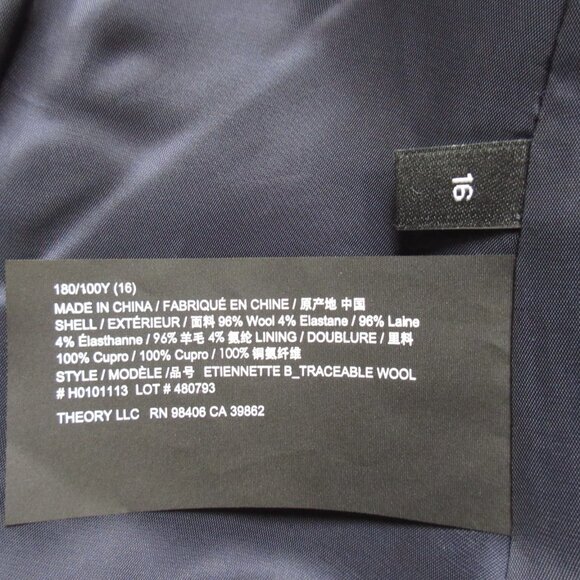 16
180/100Y (16)
MADE IN CHINA / FABRIQUÉ EN CHINE / 原产地 中国
SHELL / EXTÉRIEUR / 面料 96% Wool 4% Elastane / 96% Laine
4% Élasthanne / 96% 羊毛 4% 氨纶 LINING / DOUBLURE / 里料
100% Cupro / 100% Cupro / 100% 铜氨纤维
STYLE / MODÈLE /品号 ETIENNETTE B_TRACEABLE WOOL
# H0101113 LOT # 480793
THEORY LLC RN 98406 CA 39862